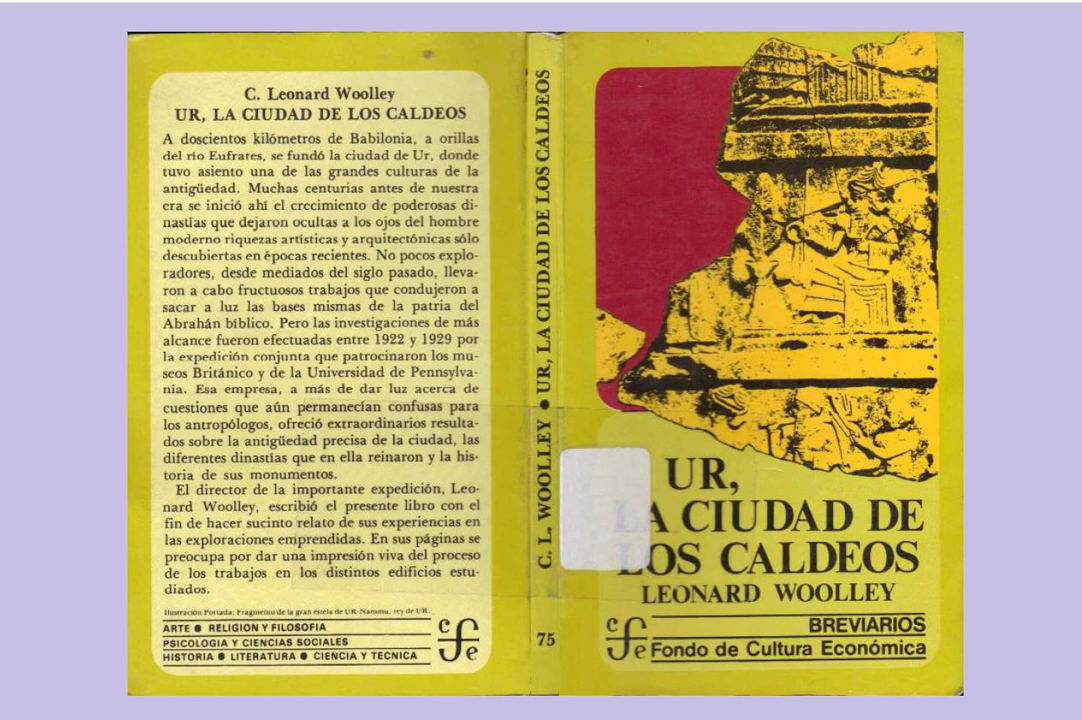 C. Leonard Woolley
UR, LA CIUDAD DE LOS CALDEOS
A doscientos kilómetros de Babilonia, a orillas
del río Eufrates, se fundó la ciudad de Ur, donde
tuvo asiento una de las grandes culturas de la
antigüedad. Muchas centurias antes de nuestra
era se inició ahí el crecimiento de poderosas di-
nastías que dejaron ocultas a los ojos del hombre
moderno riquezas artísticas y arquitectónicas sólo
descubiertas en épocas recientes. No pocos explo-
radores, desde mediados del siglo pasado, lleva-
ron a cabo fructuosos trabajos que condujeron a
sacar a luz las bases mismas de la patria del
Abrahán bíblico. Pero las investigaciones de más
alcance fueron efectuadas entre 1922 y 1929 por
la expedición conjunta que patrocinaron los mu-
seos Británico y de la Universidad de Pennsylva-
nia. Esa empresa, a más de dar luz acerca de
cuestiones que aún permanecían confusas para
los antropólogos, ofreció extraordinarios resulta-
dos sobre la antigüedad precisa de la ciudad, las
diferentes dinastías que en ella reinaron y la his-
toria de sus monumentos.
El director de la importante expedición, Leo-
nard Woolley, escribió el presente libro con el
fin de hacer sucinto relato de sus experiencias en
las exploraciones emprendidas. En sus páginas se
preocupa por dar una impresión viva del proceso
de los trabajos en los distintos edificios estu-
diados.
Ilustración Portada: Fragmento de la gran estela de UR-Nammu, rey de UR.
ARTE ● RELIGION Y FILOSOFIA
PSICOLOGIA Y CIENCIAS SOCIALES
HISTORIA ● LITERATURA ● CIENCIA Y TECNICA
cfe
C. L. WOOLLEY ● UR, LA CIUDAD DE LOS CALDEOS
75
UR,
LA CIUDAD DE
LOS CALDEOS
LEONARD WOOLLEY
cfe
BREVIARIOS
Fondo de Cultura Económica